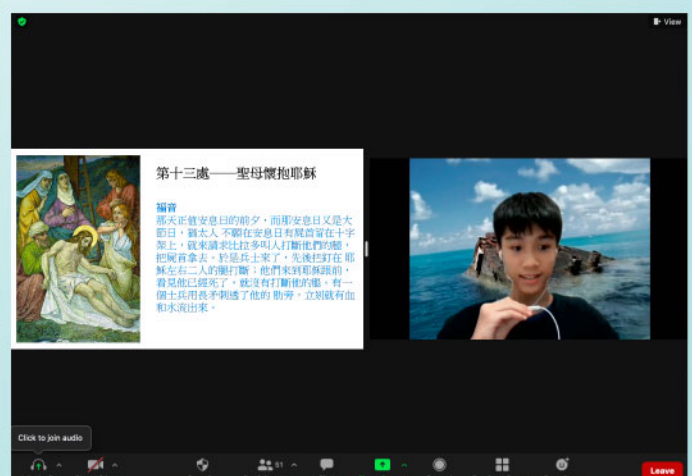 View
第十三處——聖母懷抱耶穌
福音
那天正值安息日的前夕，而那安息日又是大
節日，猶太人 不願在安息日有屍首留在十字
架上，就來請求比拉多叫人打斷他們的腿，
把屍首拿去。於是兵士來了，先後把釘在 耶
穌左右二人的腿打斷；他們來到耶穌跟前，
看見他已經死了，就沒有打斷他的腿。有一
個士兵用長矛刺透了他的 肋旁，立刻就有血
和水流出來。
Click to join audio
51
Leave